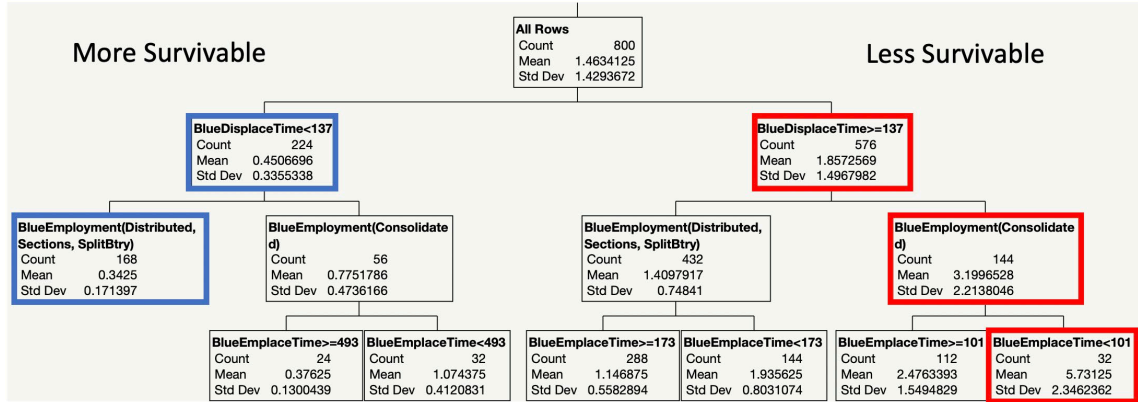 More Survivable
Less Survivable
All Rows
Count 800
Mean 1.4634125
Std Dev 1.4293672
BlueDisplaceTime<137
Count 224
Mean 0.4506696
Std Dev 0.3355338
BlueDisplaceTime>=137
Count 576
Mean 1.8572569
Std Dev 1.4967982
BlueEmployment(Distributed,
Sections, SplitBtry)
Count 168
Mean 0.3425
Std Dev 0.171397
BlueEmployment(Consolidate
d)
Count 56
Mean 0.7751786
Std Dev 0.4736166
BlueEmployment(Distributed,
Sections, SplitBtry)
Count 432
Mean 1.4097917
Std Dev 0.74841
BlueEmployment(Consolidate
d)
Count 144
Mean 3.1996528
Std Dev 2.2138046
BlueEmplaceTime>=493
Count 24
Mean 0.37625
Std Dev 0.1300439
BlueEmplaceTime<493
Count 32
Mean 1.074375
Std Dev 0.4120831
BlueEmplaceTime>=173
Count 288
Mean 1.146875
Std Dev 0.5582894
BlueEmplaceTime<173
Count 144
Mean 1.935625
Std Dev 0.8031074
BlueEmplaceTime>=101
Count 112
Mean 2.4763393
Std Dev 1.5494829
BlueEmplaceTime<101
Count 32
Mean 5.73125
Std Dev 2.3462362